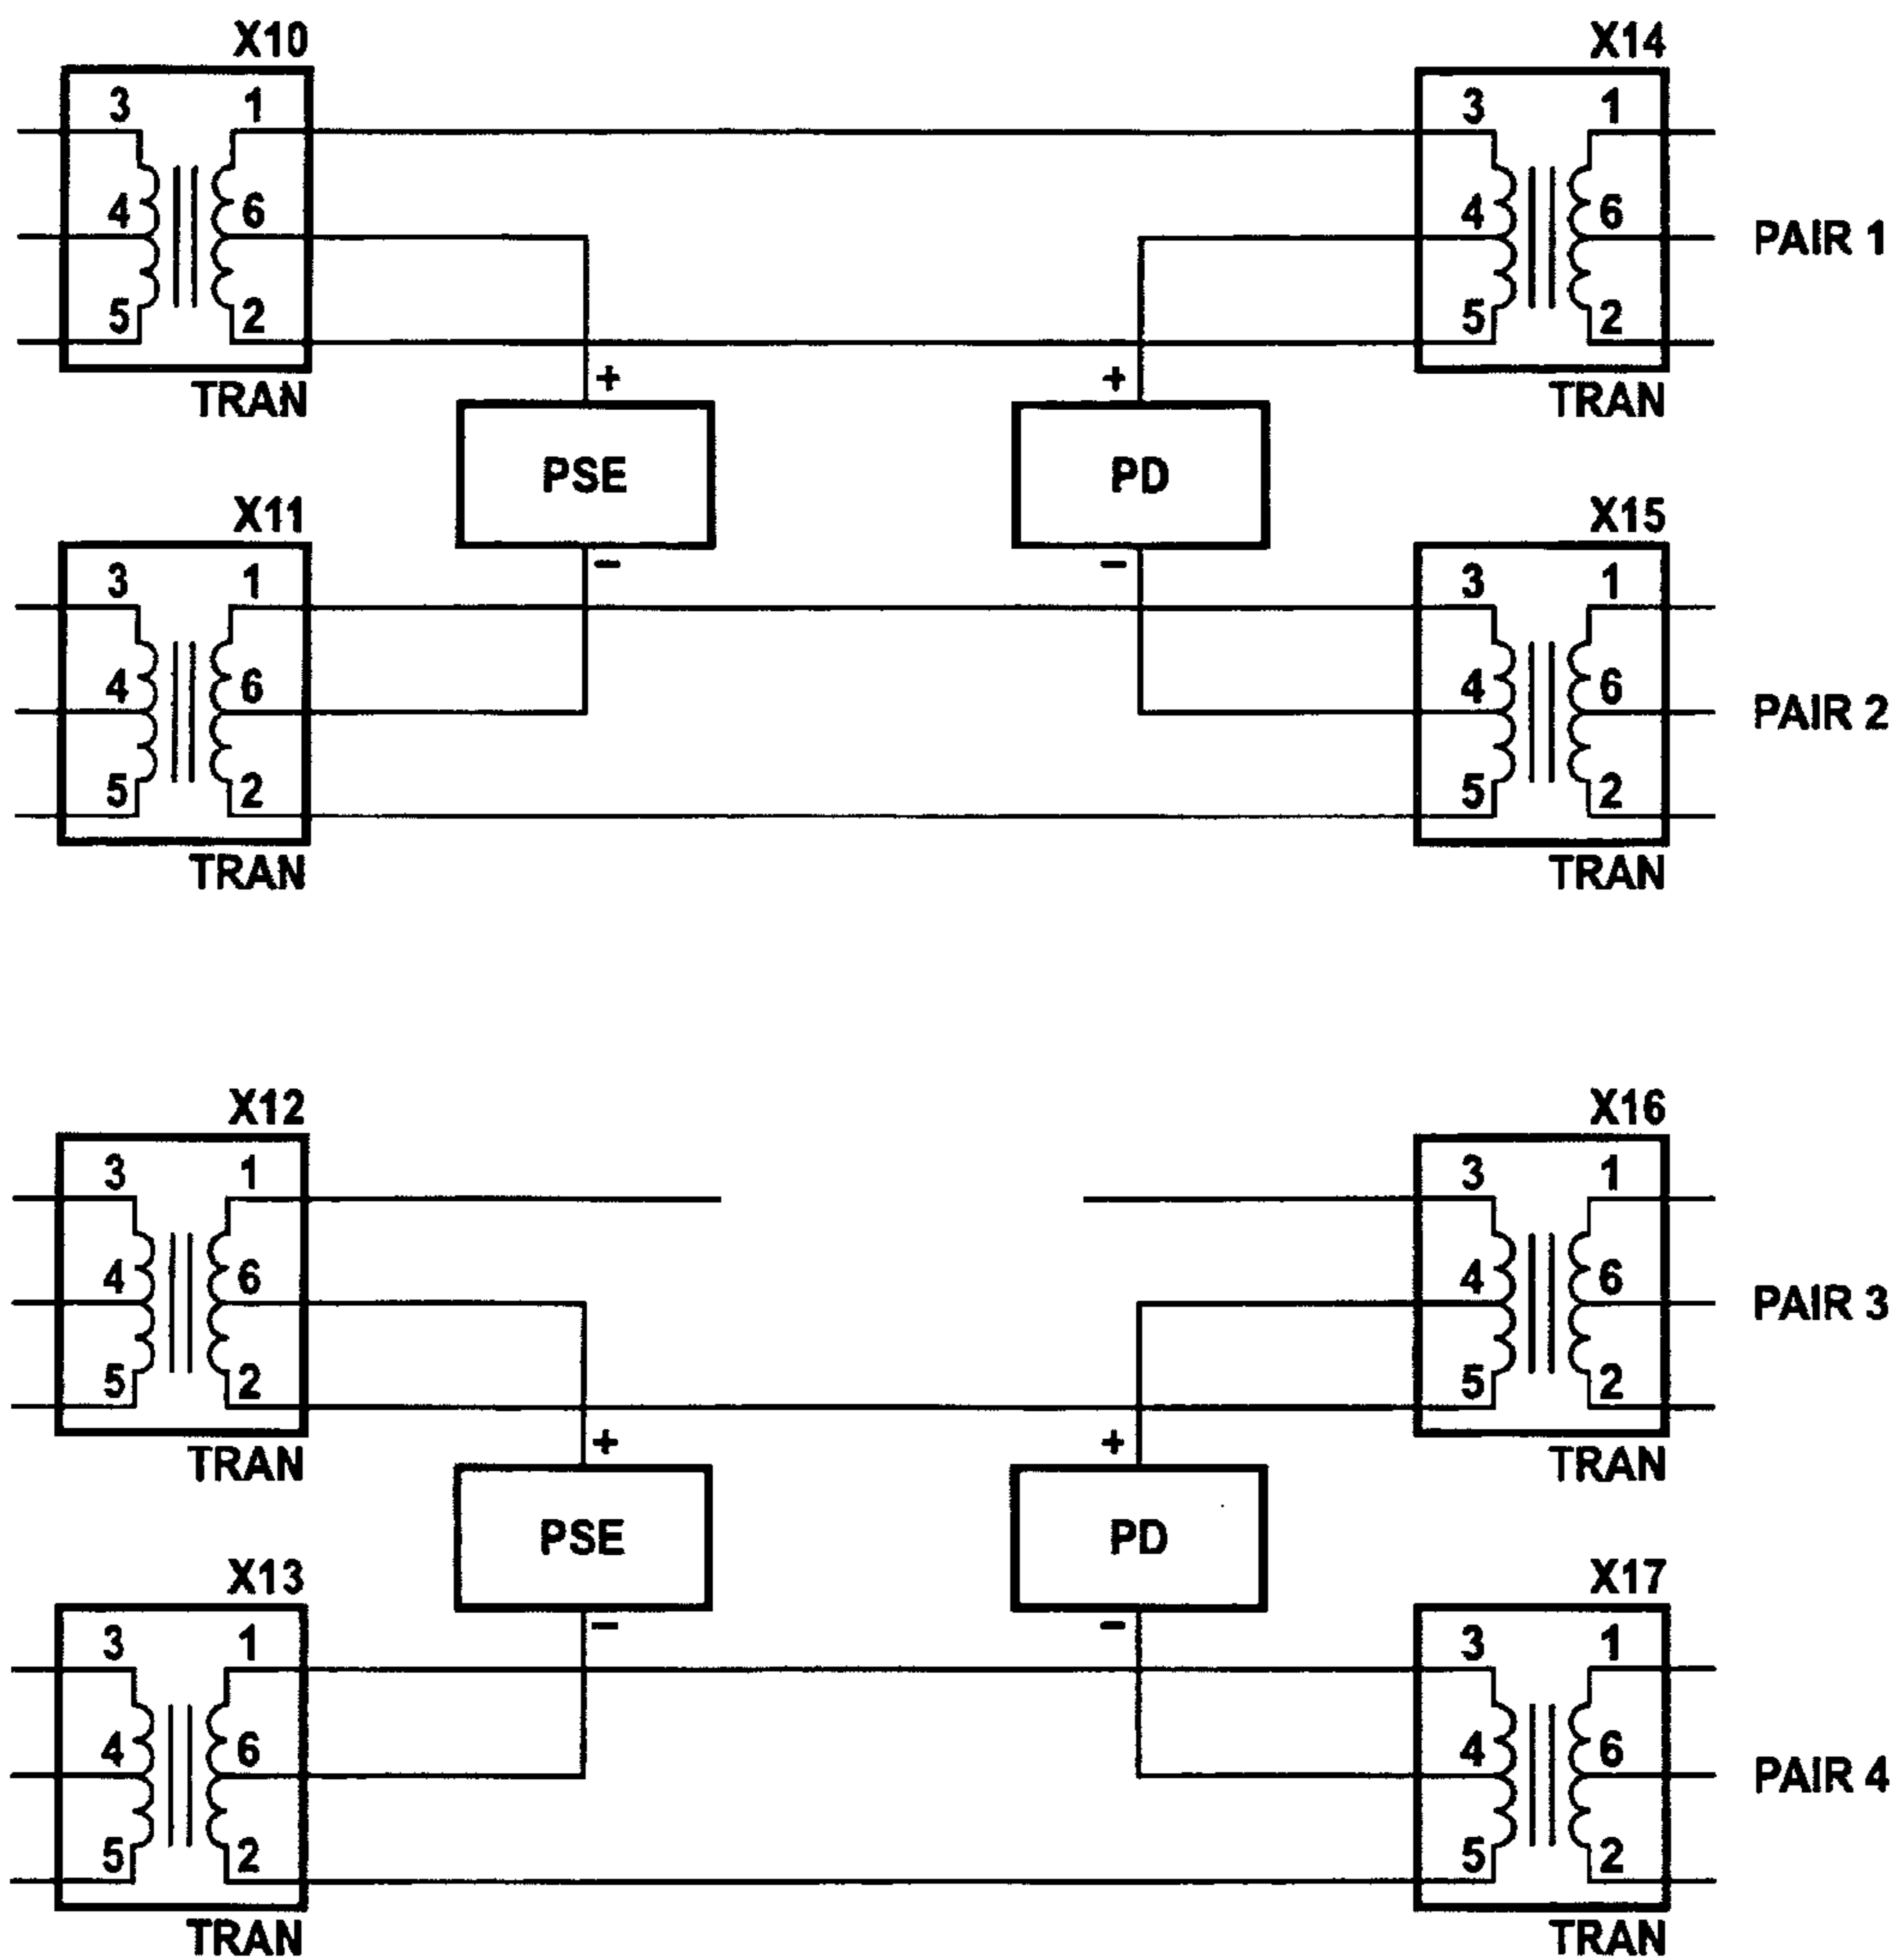 X10
X14
3 1
3 1
4 6
4 6
PAIR 1
5 2
5 2
TRAN
+
+
TRAN
PSE
PD
X11
X15
−
−
3 1
3 1
4 6
4 6
PAIR 2
5 2
5 2
TRAN
TRAN
X12
X16
3 1
3 1
4 6
4 6
PAIR 3
5 2
5 2
TRAN
+
+
TRAN
PSE
PD
X13
X17
−
−
3 1
3 1
4 6
4 6
PAIR 4
5 2
5 2
TRAN
TRAN